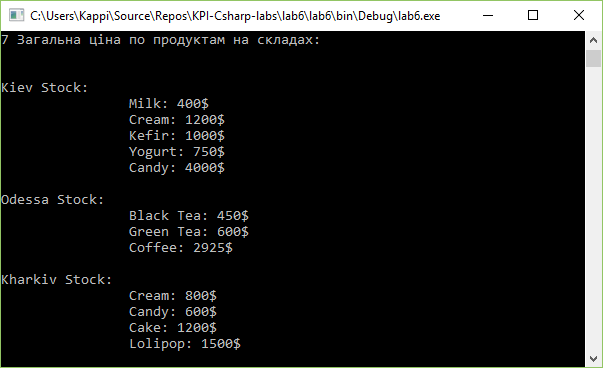 C:\Users\Kappi\Source\Repos\KPI-Csharp-labs\lab6\lab6\bin\Debug\lab6.exe
7 Загальна ціна по продуктам на складах:
Kiev Stock:
Milk: 400$
Cream: 1200$
Kefir: 1000$
Yogurt: 750$
Candy: 4000$
Odessa Stock:
Black Tea: 450$
Green Tea: 600$
Coffee: 2925$
Kharkiv Stock:
Cream: 800$
Candy: 600$
Cake: 1200$
Lolipop: 1500$